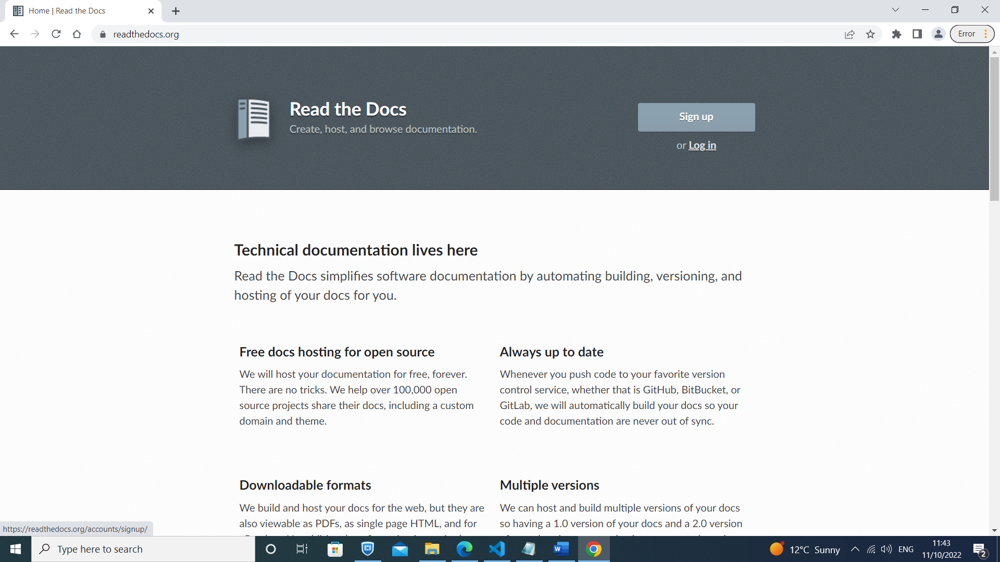 Home | Read the Docs
readthedocs.org
Error
Read the Docs
Create, host, and browse documentation.
Sign up
or Log in
Technical documentation lives here
Read the Docs simplifies software documentation by automating building, versioning, and
hosting of your docs for you.
Free docs hosting for open source
We will host your documentation for free, forever.
There are no tricks. We help over 100,000 open
source projects share their docs, including a custom
domain and theme.
Always up to date
Whenever you push code to your favorite version
control service, whether that is GitHub, BitBucket, or
GitLab, we will automatically build your docs so your
code and documentation are never out of sync.
Downloadable formats
We build and host your docs for the web, but they are
also viewable as PDFs, as single page HTML, and for
Multiple versions
We can host and build multiple versions of your docs
so having a 1.0 version of your docs and a 2.0 version
https://readthedocs.org/accounts/signup/
Type here to search
W
12°C Sunny
ENG
11:43
11/10/2022
2